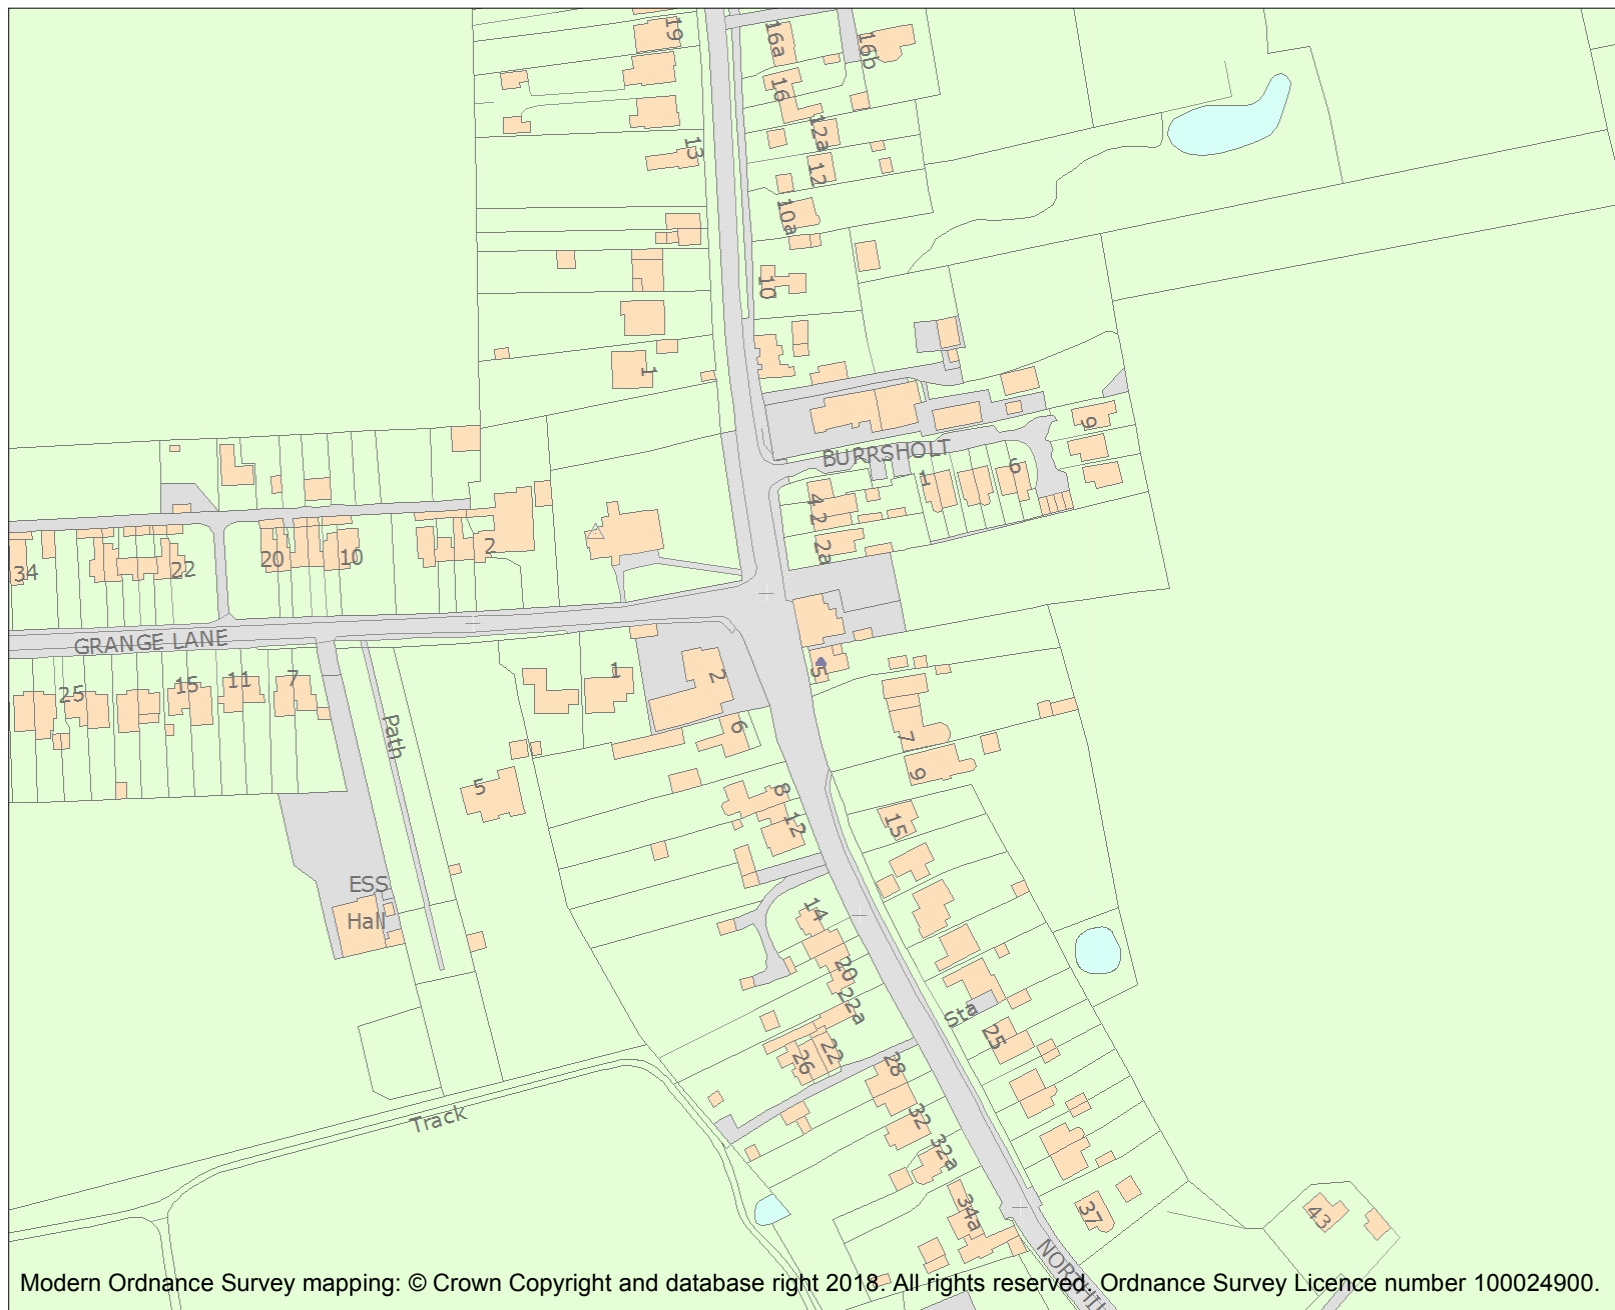 19
16a
16b
16
12a
13
12
10a
10
1
BURRSHOLT
9
6
1
4
2
2a
34
22
20
10
2
GRANGE LANE
25
15
11
7
1
2
5
6
Path
7
9
5
8
12
15
ESS
Hall
14
20
22a
Sta
25
22
26
28
32
32a
Track
34a
37
43
NORTHIL
Modern Ordnance Survey mapping: © Crown Copyright and database right 2018. All rights reserved. Ordnance Survey Licence number 100024900.